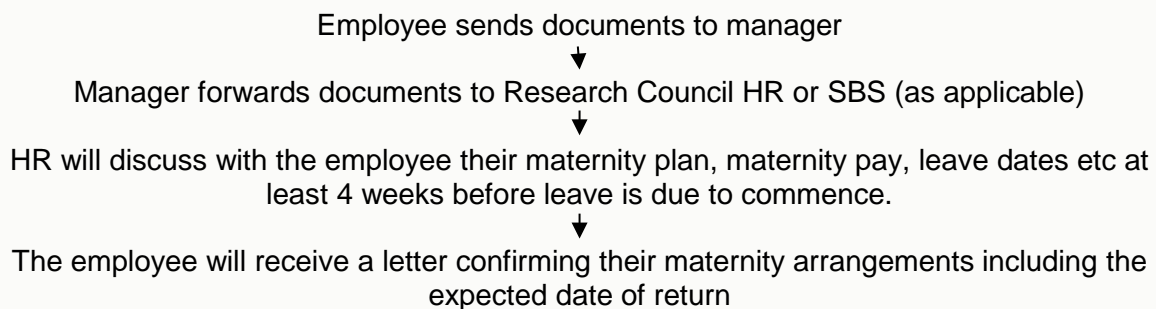 Employee sends documents to manager
Manager forwards documents to Research Council HR or SBS (as applicable)
HR will discuss with the employee their maternity plan, maternity pay, leave dates etc at
least 4 weeks before leave is due to commence.
The employee will receive a letter confirming their maternity arrangements including the
expected date of return